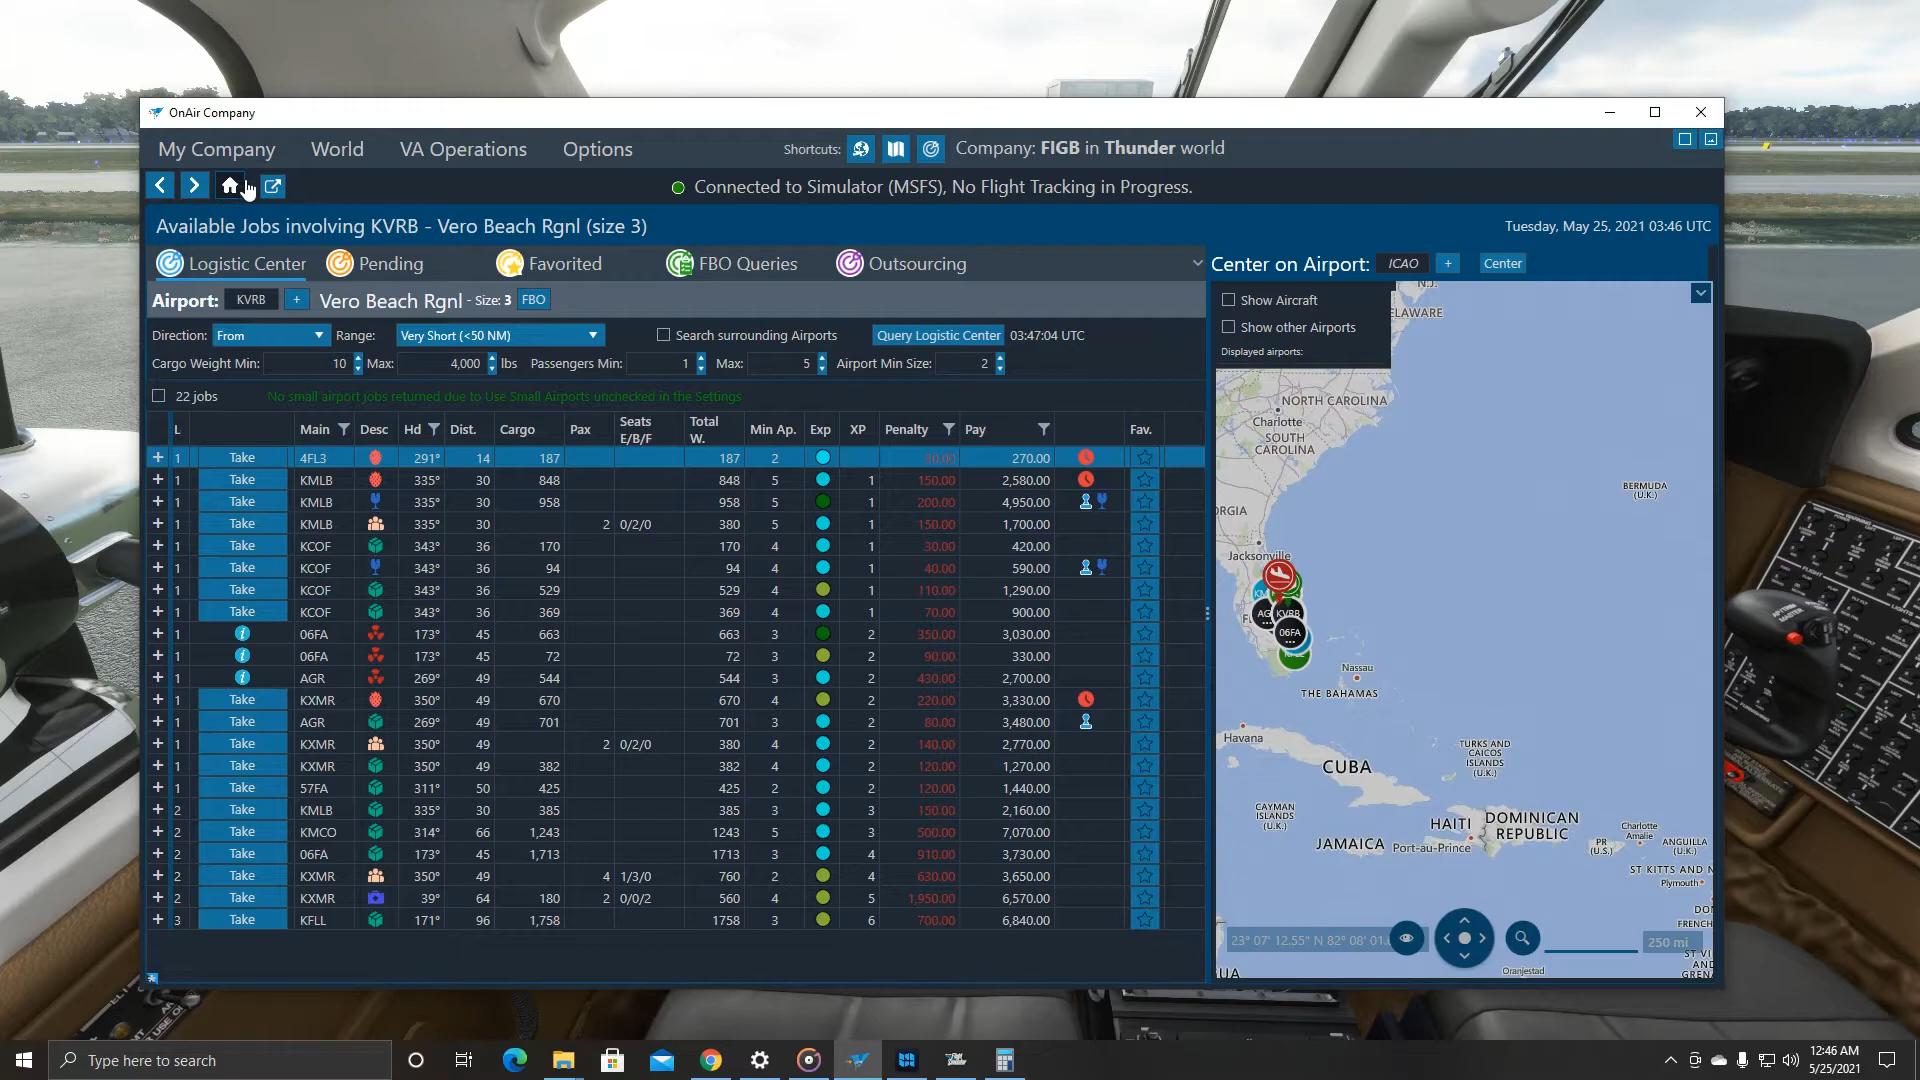 OnAir Company
My Company World VA Operations Options Shortcuts: Company: FIGB in Thunder world
Connected to Simulator (MSFS), No Flight Tracking in Progress.
Available Jobs involving KVRB - Vero Beach Rgnl (size 3) Tuesday, May 25, 2021 03:46 UTC
Logistic Center Pending Favorited FBO Queries Outsourcing
Center on Airport: ICAO + Center
Airport: KVRB + Vero Beach Rgnl - Size: 3 FBO
Show Aircraft
Show other Airports
Displayed airports:
Direction: From Range: Very Short (<50 NM) Search surrounding Airports Query Logistic Center 03:47:04 UTC
Cargo Weight Min: 10 Max: 4,000 lbs Passengers Min: 1 Max: 5 Airport Min Size: 2
22 jobs No small airport jobs returned due to Use Small Airports unchecked in the Settings
L Main Desc Hd Dist. Cargo Pax Seats E/B/F Total W. Min Ap. Exp XP Penalty Pay Fav.
+ 1 Take 4FL3 291° 14 187 187 2 30.00 270.00
+ 1 Take KMLB 335° 30 848 848 5 1 150.00 2,580.00
+ 1 Take KMLB 335° 30 958 958 5 1 200.00 4,950.00
+ 1 Take KMLB 335° 30 2 0/2/0 380 5 1 150.00 1,700.00
+ 1 Take KCOF 343° 36 170 170 4 1 30.00 420.00
+ 1 Take KCOF 343° 36 94 94 4 1 40.00 590.00
+ 1 Take KCOF 343° 36 529 529 4 1 110.00 1,290.00
+ 1 Take KCOF 343° 36 369 369 4 1 70.00 900.00
+ 1 i 06FA 173° 45 663 663 3 2 350.00 3,030.00
+ 1 i 06FA 173° 45 72 72 3 2 90.00 330.00
+ 1 i AGR 269° 49 544 544 3 2 430.00 2,700.00
+ 1 Take KXMR 350° 49 670 670 4 2 220.00 3,330.00
+ 1 Take AGR 269° 49 701 701 3 2 80.00 3,480.00
+ 1 Take KXMR 350° 49 2 0/2/0 380 4 2 140.00 2,770.00
+ 1 Take KXMR 350° 49 382 382 4 2 120.00 1,270.00
+ 1 Take 57FA 311° 50 425 425 2 2 120.00 1,440.00
+ 2 Take KMLB 335° 30 385 385 3 3 150.00 2,160.00
+ 2 Take KMCO 314° 66 1,243 1243 5 3 500.00 7,070.00
+ 2 Take 06FA 173° 45 1,713 1713 3 4 910.00 3,730.00
+ 2 Take KXMR 350° 49 4 1/3/0 760 2 4 630.00 3,650.00
+ 2 Take KXMR 39° 64 180 2 0/0/2 560 4 5 1,950.00 6,570.00
+ 3 Take KFLL 171° 96 1,758 1758 3 6 700.00 6,840.00
N.J.
ELAWARE
NORTH CAROLINA
Charlotte
SOUTH
CAROLINA
BERMUDA
(U.K.)
RGIA
Jacksonville
KM
AG KVRB
06FA
Nassau
THE BAHAMAS
Havana
TURKS AND
CAICOS
ISLANDS
(U.K.)
CUBA
CAYMAN
ISLANDS
(U.K.)
HAITI DOMINICAN
REPUBLIC
JAMAICA Port-au-Prince
Charlotte
Amalie
PR
(U.S.)
ANGUILLA
(U.K.)
ST KITTS AND N
Plymouth
DO
FRENCH
23° 07' 12.55" N 82° 08' 01. 250 mi
ST VI
AND
GREN
UA
Oranjestad
Type here to search
12:46 AM
5/25/2021